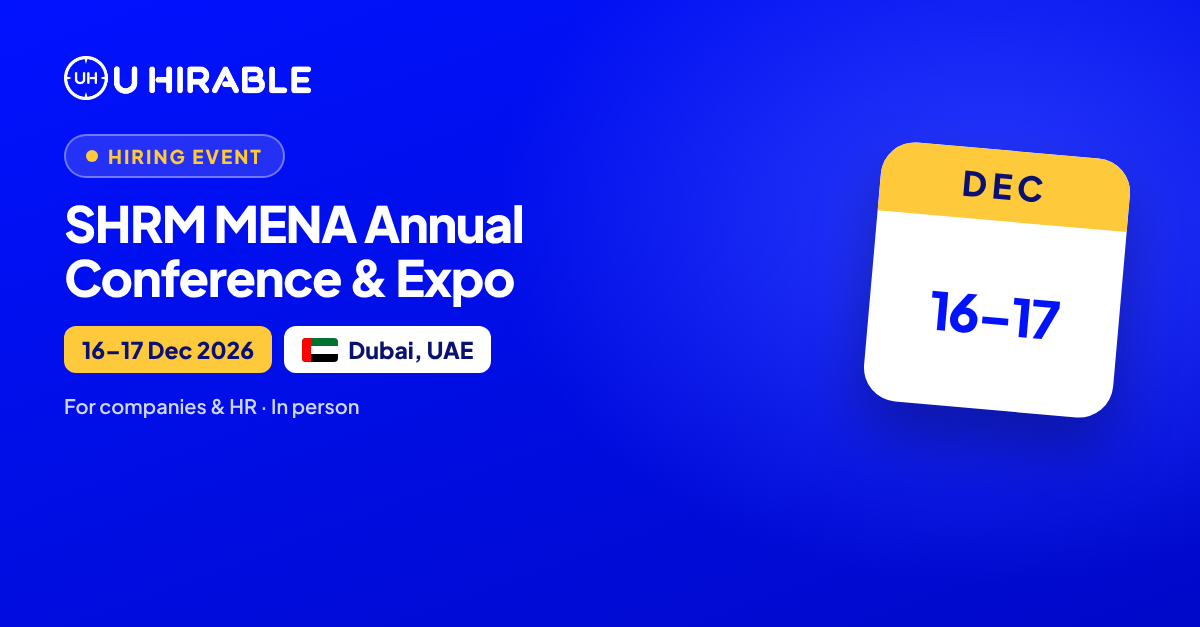 UH U HIRABLE
HIRING EVENT
SHRM MENA Annual
Conference & Expo
16–17 Dec 2026
Dubai, UAE
For companies & HR · In person
DEC
16–17